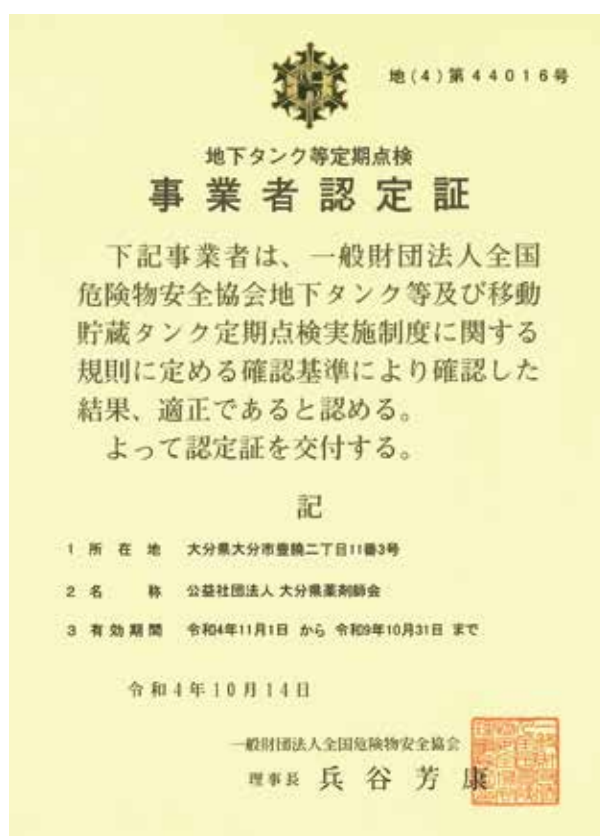 地(4)第44016号
地下タンク等定期点検
事業者認定証
下記事業者は、一般財団法人全国
危険物安全協会地下タンク等及び移動
貯蔵タンク定期点検実施制度に関する
規則に定める確認基準により確認した
結果、適正であると認める。
よって認定証を交付する。
記
1 所在地 大分県大分市豊饒二丁目11番3号
2 名称 公益社団法人 大分県薬剤師会
3 有効期間 令和4年11月1日 から 令和9年10月31日 まで
令和4年10月14日
一般財団法人全国危険物安全協会
理事長 兵谷芳康